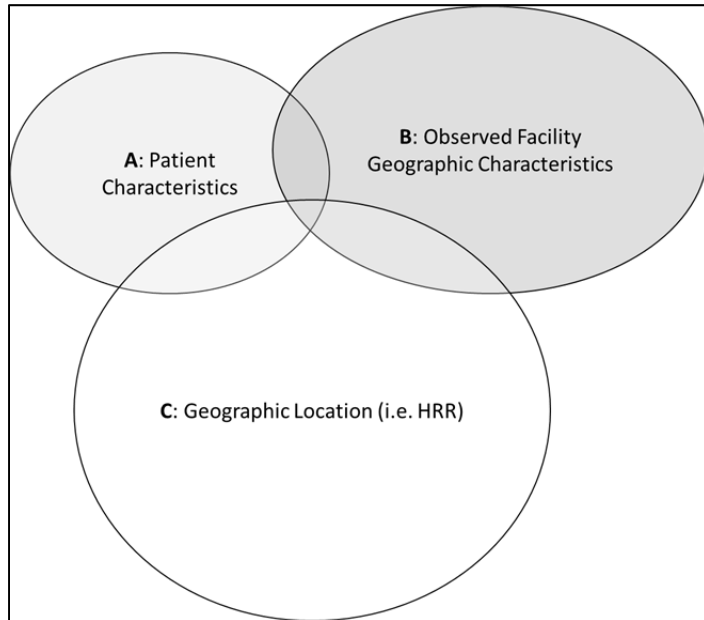 A: Patient
Characteristics
B: Observed Facility
Geographic Characteristics
C: Geographic Location (i.e. HRR)